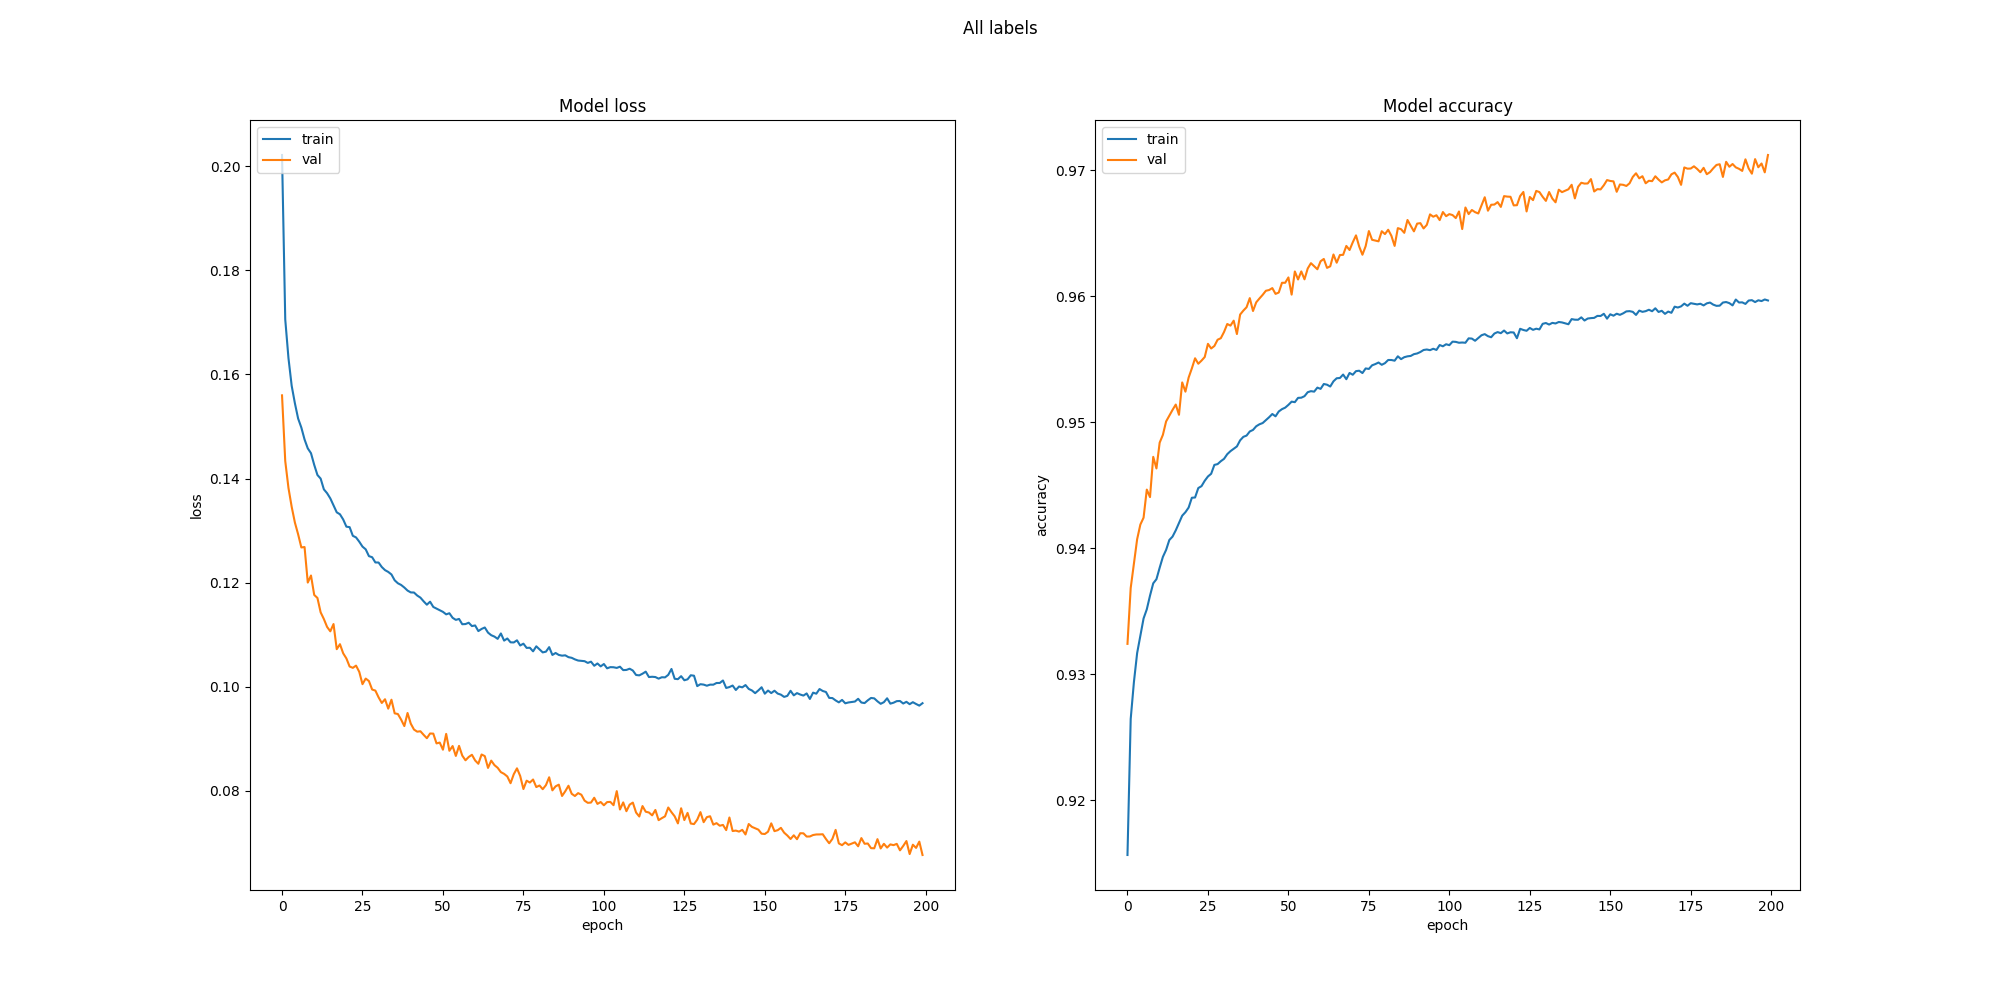 All labels
Model loss
train
val
0.20
0.18
0.16
0.14
0.12
0.10
0.08
loss
0 25 50 75 100 125 150 175 200
epoch
Model accuracy
train
val
0.97
0.96
0.95
0.94
0.93
0.92
accuracy
0 25 50 75 100 125 150 175 200
epoch